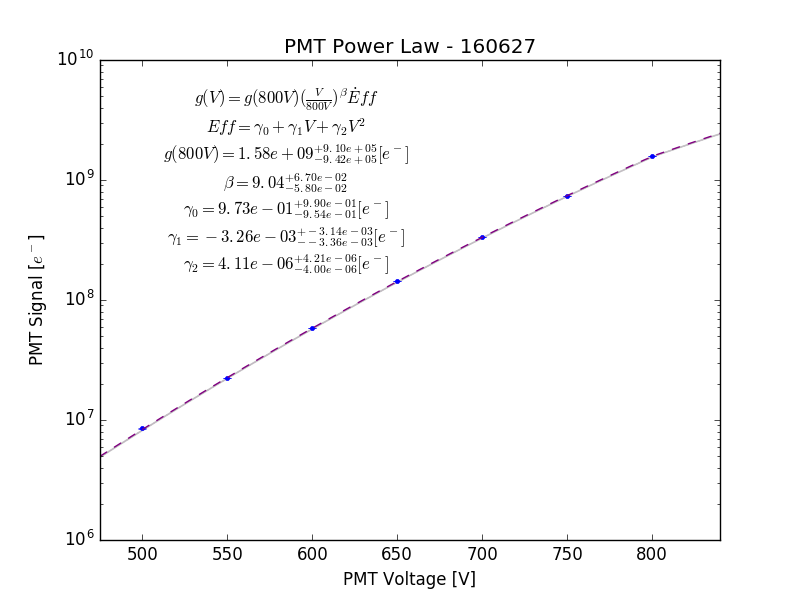 PMT Power Law - 160627
10^10
g(V) = g(800V)(V/800V)^β Ėff
Eff = γ₀ + γ₁V + γ₂V²
g(800V) = 1.58e + 09^{+9.10e+05}_{-9.42e+05}[e⁻]
β = 9.04^{+6.70e-02}_{-5.80e-02}
10^9
γ₀ = 9.73e − 01^{+9.90e-01}_{-9.54e-01}[e⁻]
γ₁ = −3.26e − 03^{+-3.14e-03}_{--3.36e-03}[e⁻]
γ₂ = 4.11e − 06^{+4.21e-06}_{-4.00e-06}[e⁻]
10^8
PMT Signal [e⁻]
10^7
10^6
500 550 600 650 700 750 800
PMT Voltage [V]